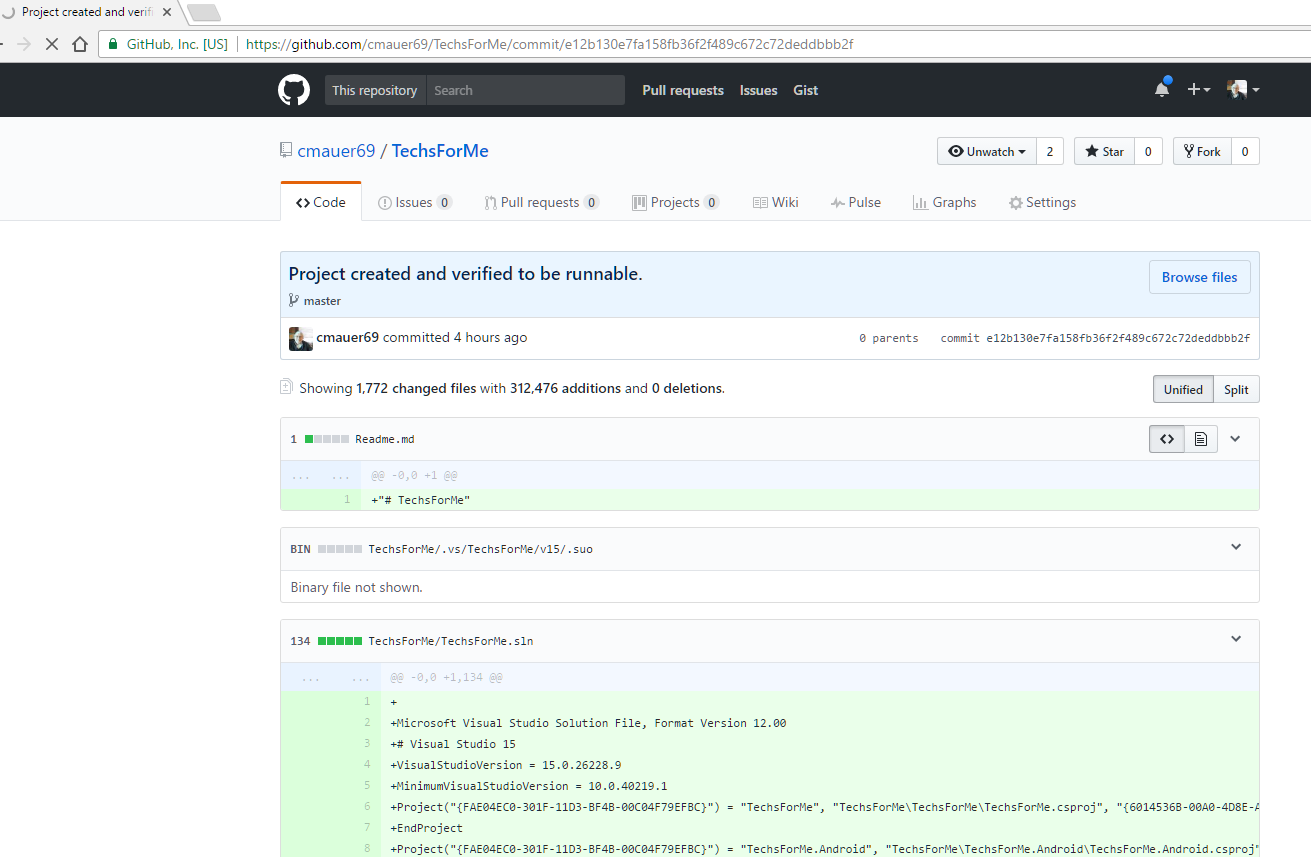 Project created and verifi
GitHub, Inc. [US] https://github.com/cmauer69/TechsForMe/commit/e12b130e7fa158fb36f2f489c672c72deddbbb2f
This repository Search Pull requests Issues Gist
cmauer69 / TechsForMe Unwatch 2 Star 0 Fork 0
Code Issues 0 Pull requests 0 Projects 0 Wiki Pulse Graphs Settings
Project created and verified to be runnable. Browse files
master
cmauer69 committed 4 hours ago 0 parents commit e12b130e7fa158fb36f2f489c672c72deddbbb2f
Showing 1,772 changed files with 312,476 additions and 0 deletions. Unified Split
1 Readme.md
... ... @@ -0,0 +1 @@
1 +"# TechsForMe"
BIN TechsForMe/.vs/TechsForMe/v15/.suo
Binary file not shown.
134 TechsForMe/TechsForMe.sln
... ... @@ -0,0 +1,134 @@
1 +
2 +Microsoft Visual Studio Solution File, Format Version 12.00
3 +# Visual Studio 15
4 +VisualStudioVersion = 15.0.26228.9
5 +MinimumVisualStudioVersion = 10.0.40219.1
6 +Project("{FAE04EC0-301F-11D3-BF4B-00C04F79EFBC}") = "TechsForMe", "TechsForMe\TechsForMe\TechsForMe.csproj", "{6014536B-00A0-4D8E-A
7 +EndProject
8 +Project("{FAE04EC0-301F-11D3-BF4B-00C04F79EFBC}") = "TechsForMe.Android", "TechsForMe\TechsForMe.Android\TechsForMe.Android.csproj"